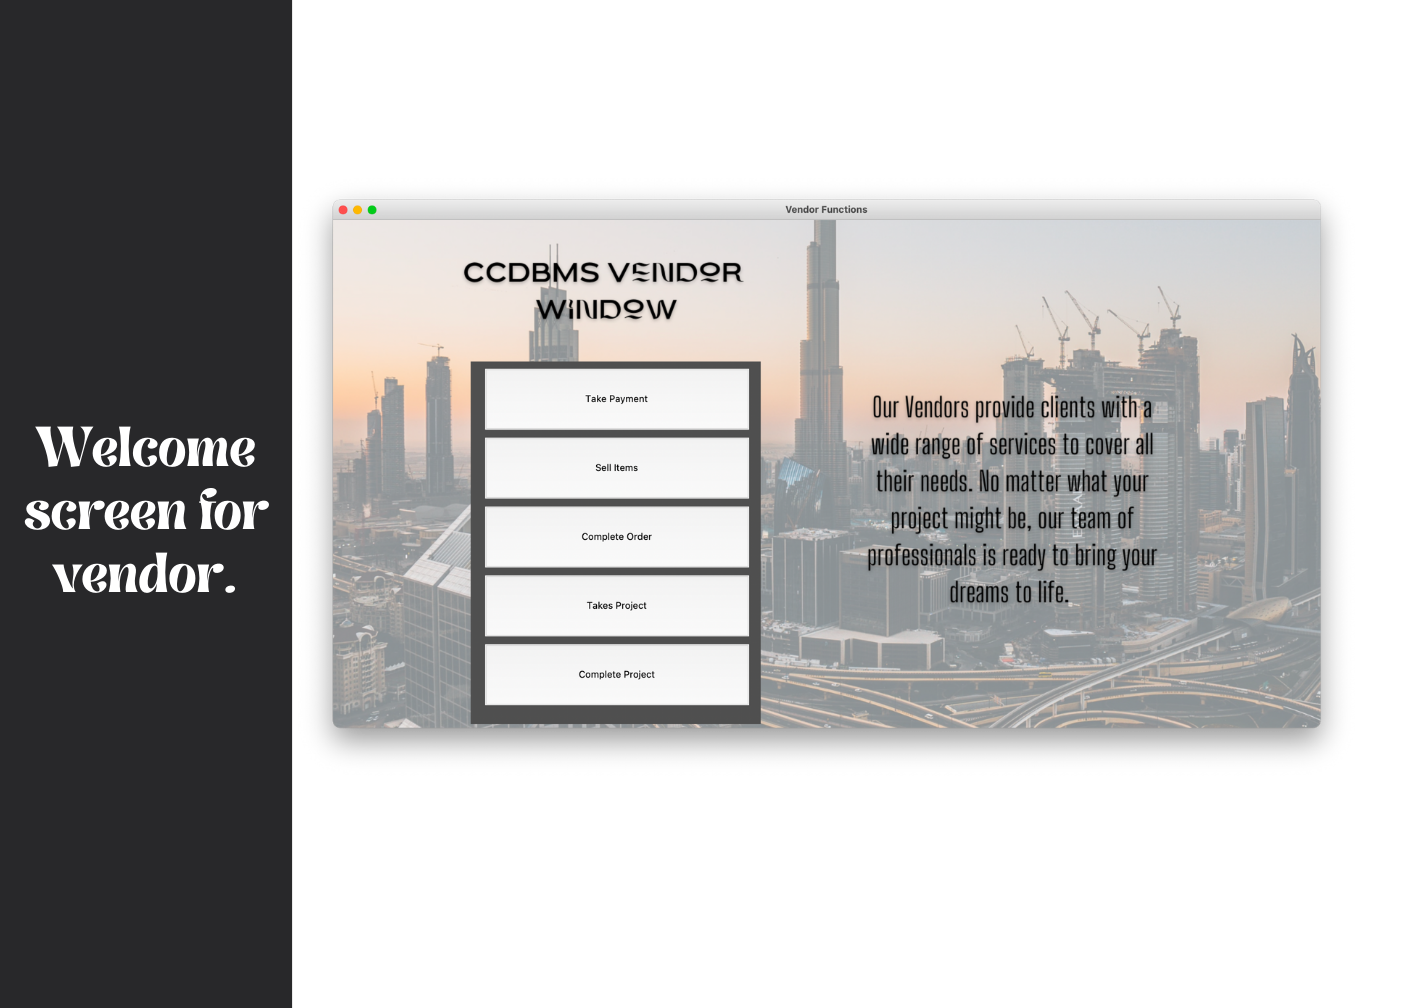 Welcome
screen for
vendor.
Vendor Functions
CCDBMS VENDOR
WINDOW
Take Payment
Sell Items
Complete Order
Takes Project
Complete Project
Our Vendors provide clients with a
wide range of services to cover all
their needs. No matter what your
project might be, our team of
professionals is ready to bring your
dreams to life.